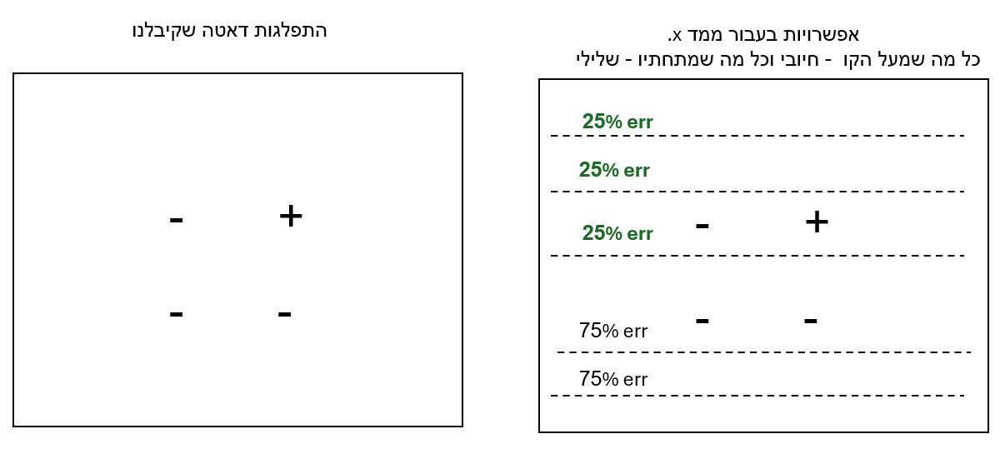 התפלגות דאטה שקיבלנו
- +
- -
אפשרויות בעבור ממד x.
כל מה שמעל הקו - חיובי וכל מה שמתחתיו - שלילי
25% err
25% err
25% err - +
75% err - -
75% err